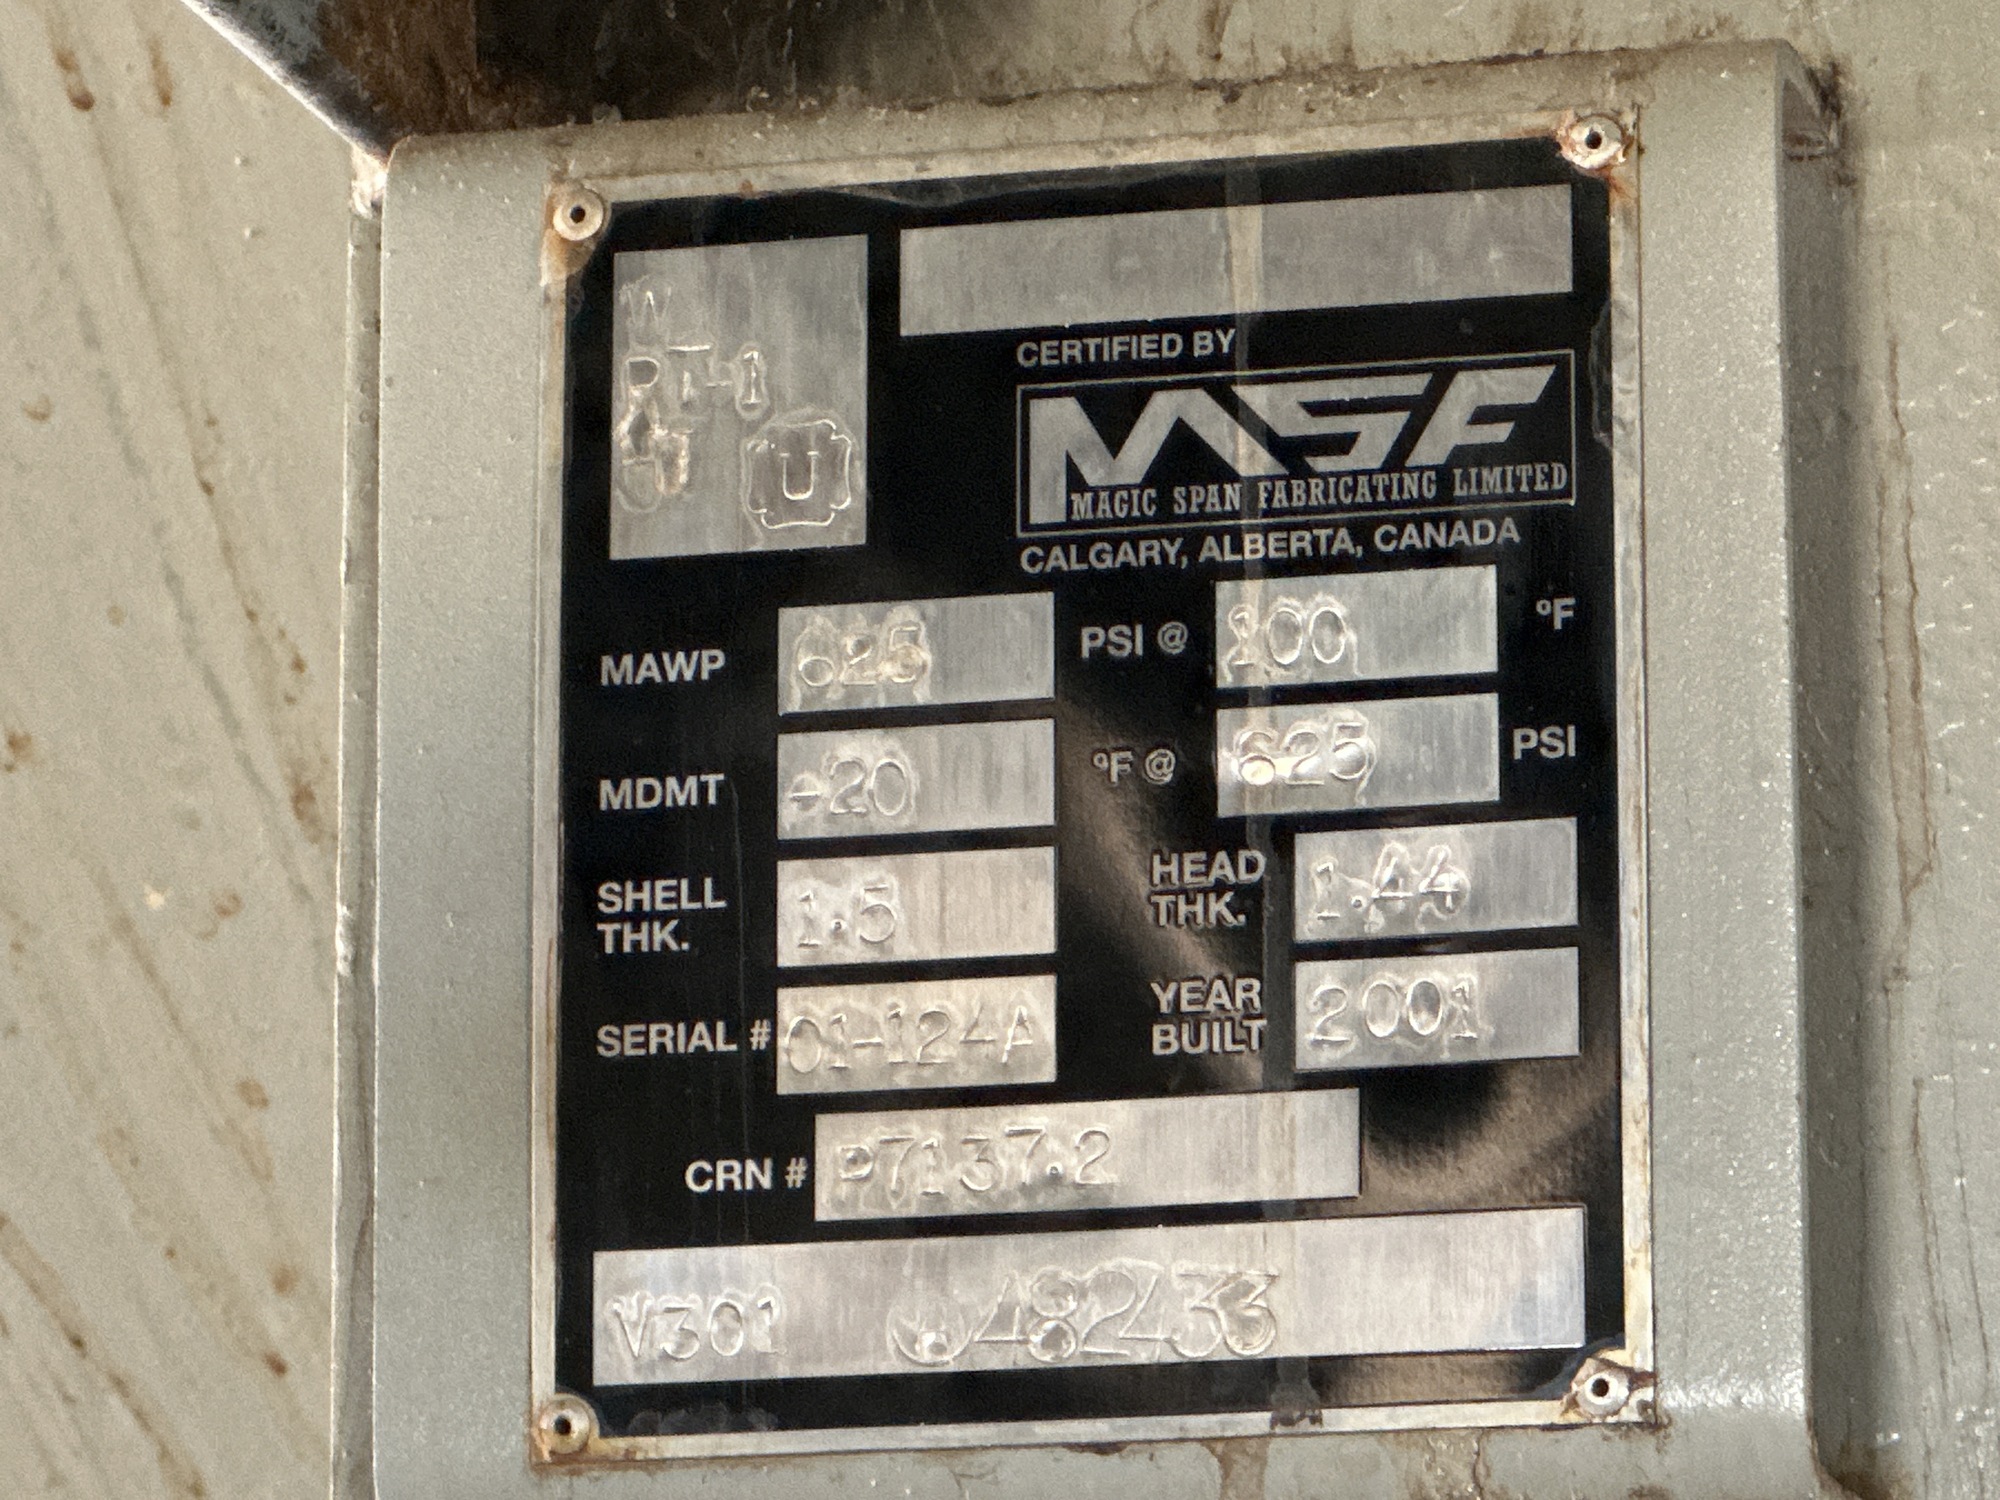 W
RT-1
U
CERTIFIED BY
MSF
MAGIC SPAN FABRICATING LIMITED
CALGARY, ALBERTA, CANADA
MAWP 625 PSI @ 100 °F
MDMT -20 °F @ 625 PSI
SHELL THK. 1.5 HEAD THK. 1.44
SERIAL # 01-124A YEAR BUILT 2001
CRN # P7137.2
V301 482433